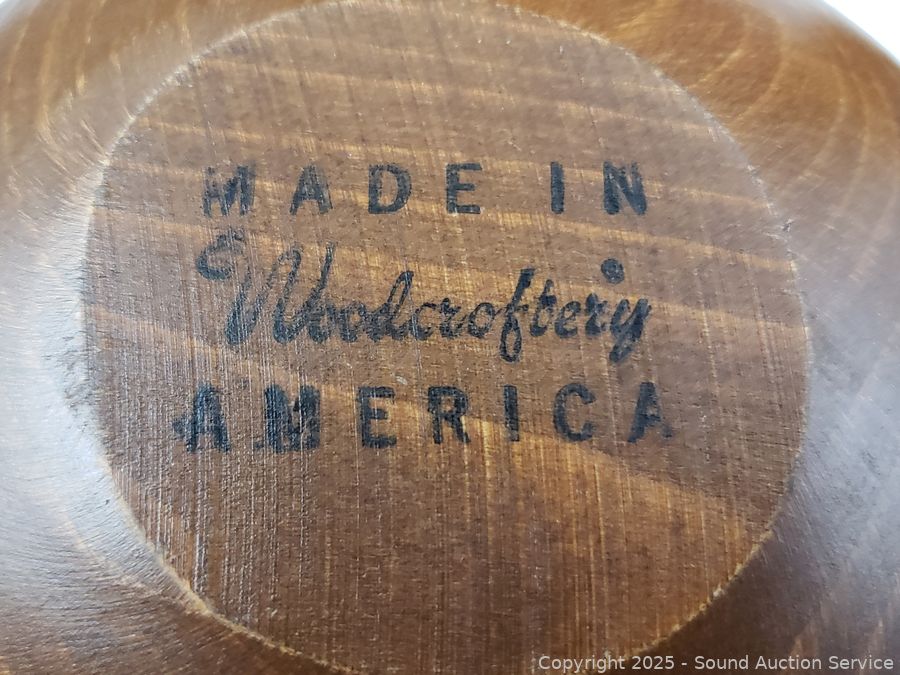 MADE IN
Woodcroftery
AMERICA
Copyright 2025 - Sound Auction Service